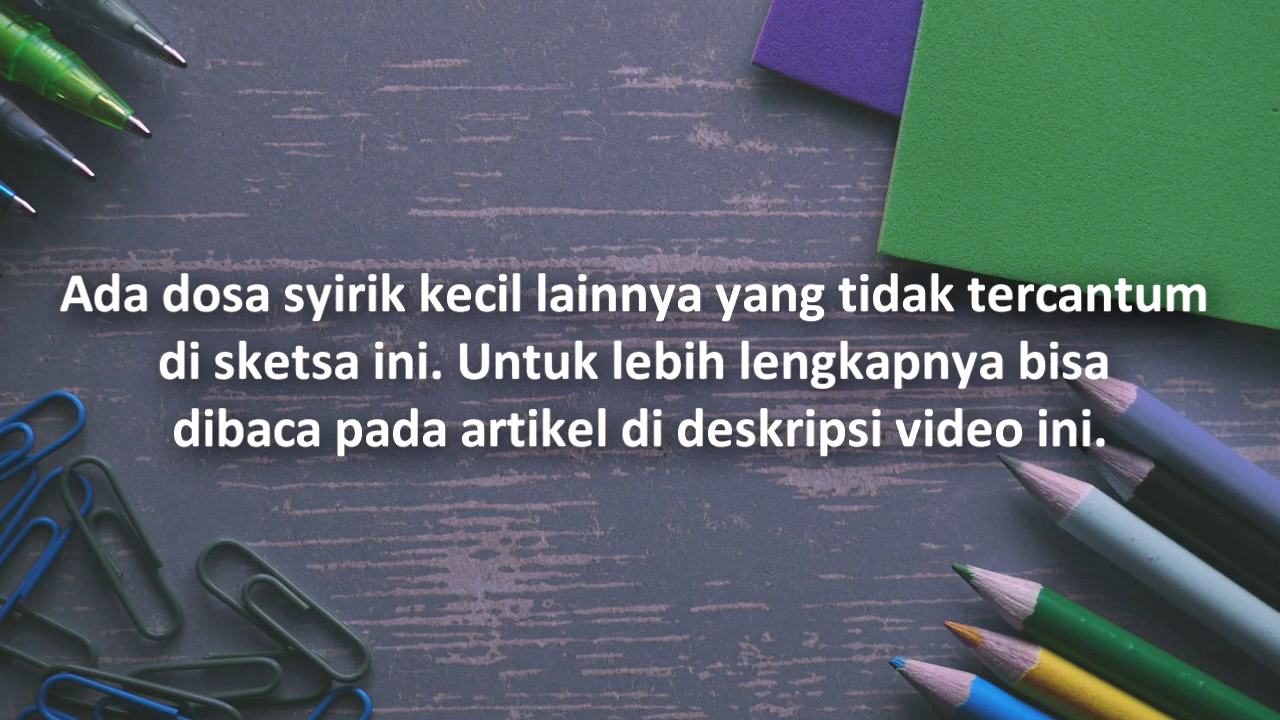 Ada dosa syirik kecil lainnya yang tidak tercantum
di sketsa ini. Untuk lebih lengkapnya bisa
dibaca pada artikel di deskripsi video ini.